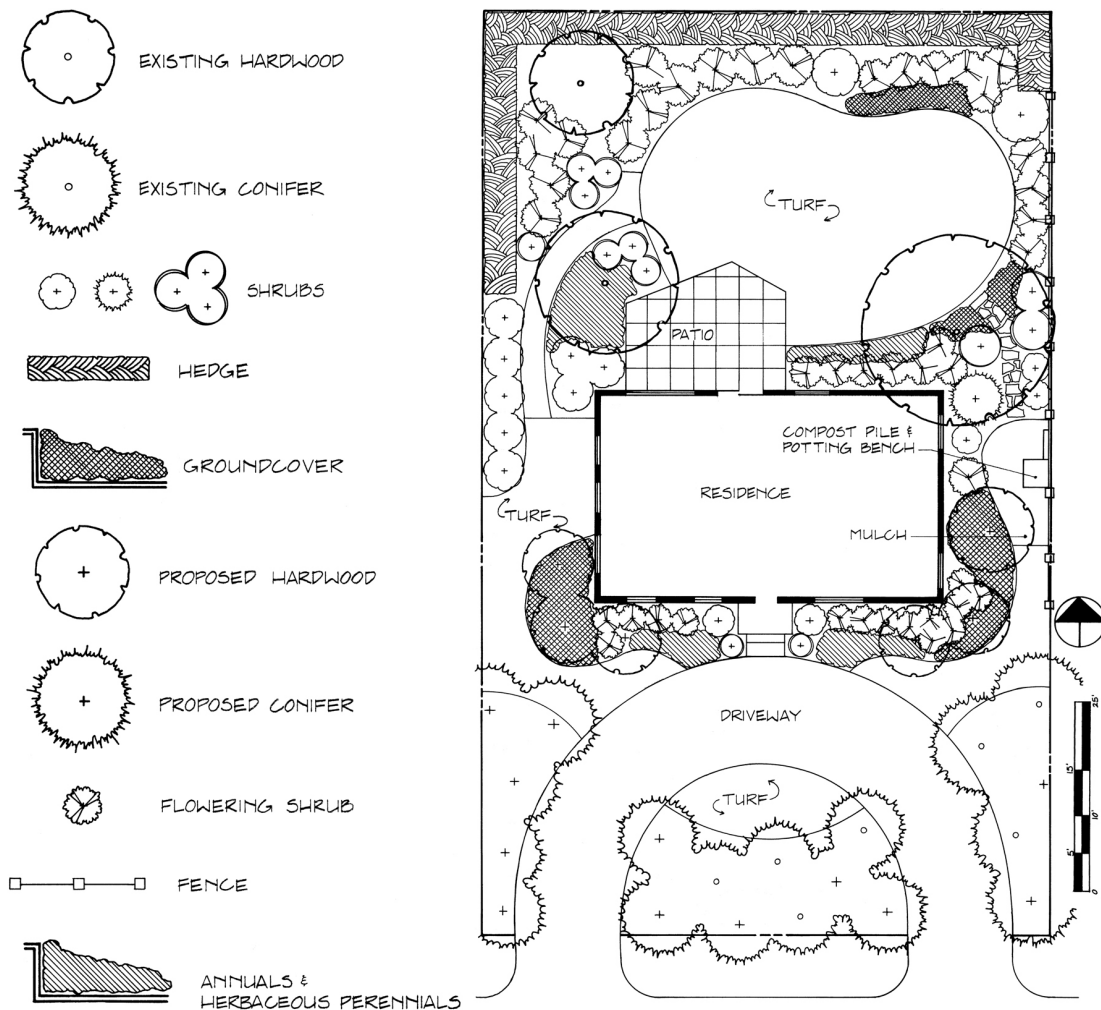 EXISTING HARDWOOD
EXISTING CONIFER
SHRUBS
HEDGE
GROUNDCOVER
PROPOSED HARDWOOD
PROPOSED CONIFER
FLOWERING SHRUB
FENCE
ANNUALS &
HERBACEOUS PERENNIALS
TURF
PATIO
COMPOST PILE &
POTTING BENCH
RESIDENCE
TURF
MULCH
DRIVEWAY
TURF
25'
15'
10'
5'
0